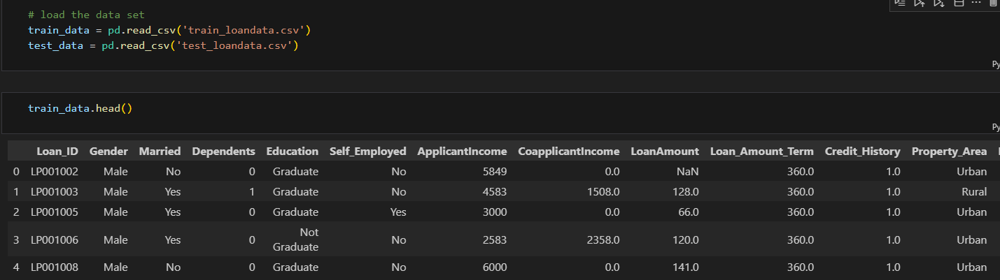 # load the data set
train_data = pd.read_csv('train_loandata.csv')
test_data = pd.read_csv('test_loandata.csv')
Py
train_data.head()
Py
Loan_ID Gender Married Dependents Education Self_Employed ApplicantIncome CoapplicantIncome LoanAmount Loan_Amount_Term Credit_History Property_Area
0 LP001002 Male No 0 Graduate No 5849 0.0 NaN 360.0 1.0 Urban
1 LP001003 Male Yes 1 Graduate No 4583 1508.0 128.0 360.0 1.0 Rural
2 LP001005 Male Yes 0 Graduate Yes 3000 0.0 66.0 360.0 1.0 Urban
3 LP001006 Male Yes 0 Not Graduate No 2583 2358.0 120.0 360.0 1.0 Urban
4 LP001008 Male No 0 Graduate No 6000 0.0 141.0 360.0 1.0 Urban